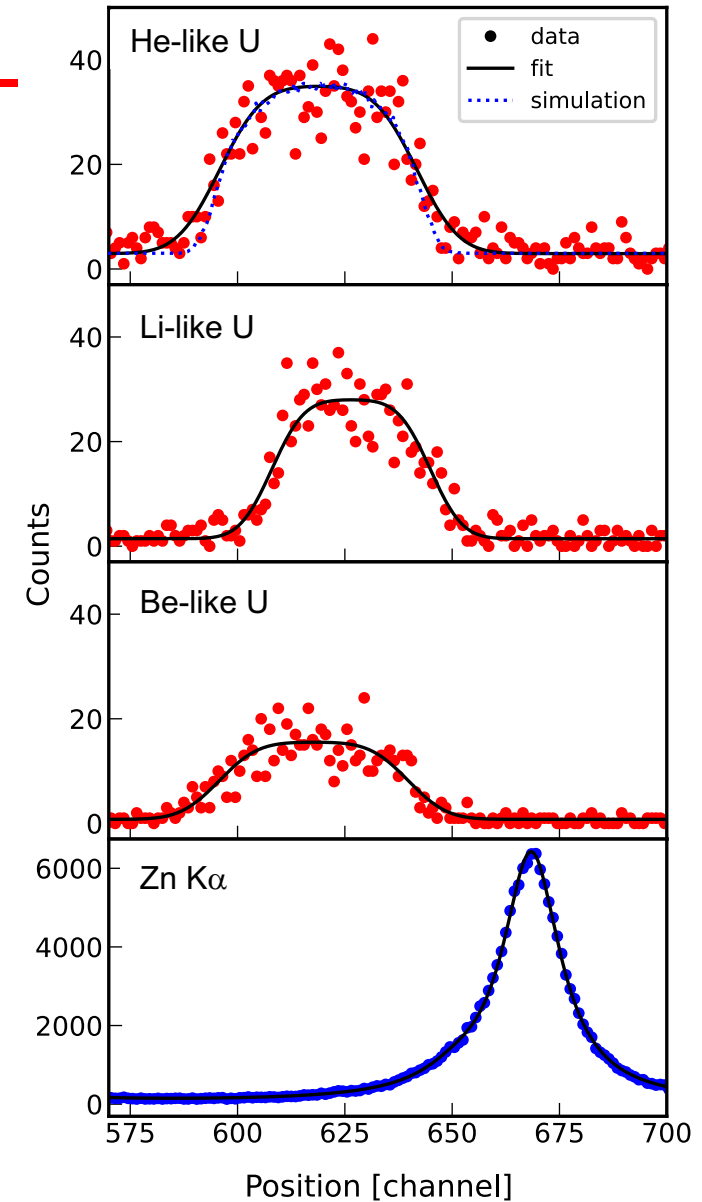 He-like U
data
fit
simulation
40
20
0
Li-like U
40
20
0
Be-like U
40
20
0
Counts
Zn Kα
6000
4000
2000
0
575 600 625 650 675 700
Position [channel]